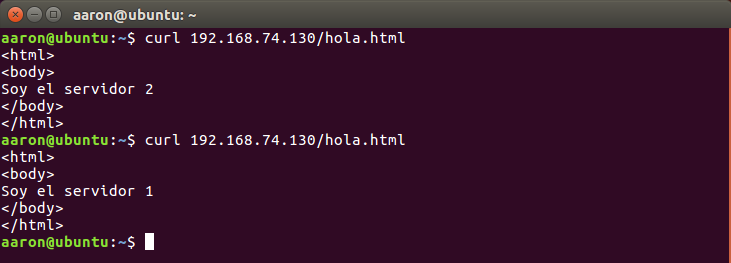 aaron@ubuntu: ~
aaron@ubuntu:~$ curl 192.168.74.130/hola.html
<html>
<body>
Soy el servidor 2
</body>
</html>
aaron@ubuntu:~$ curl 192.168.74.130/hola.html
<html>
<body>
Soy el servidor 1
</body>
</html>
aaron@ubuntu:~$